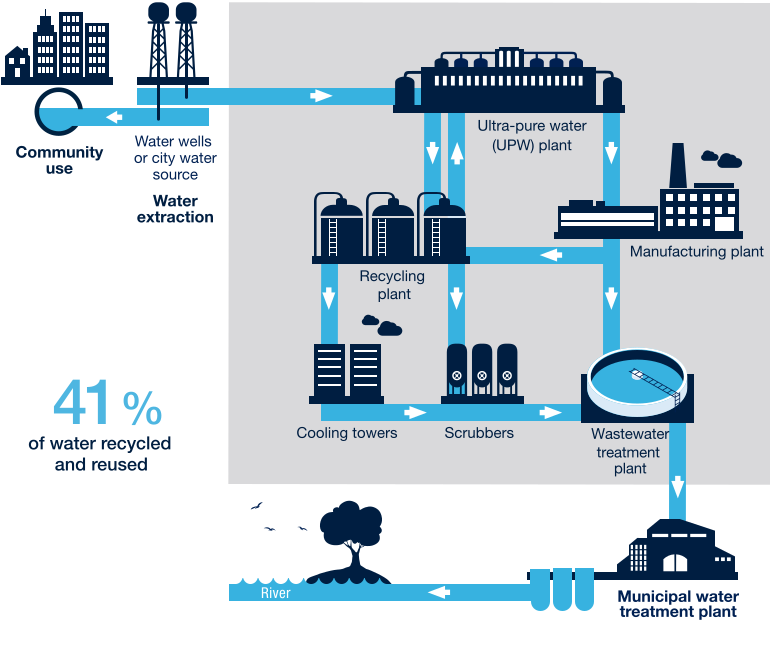 Community
use
Water wells
or city water
source
Water
extraction
Ultra-pure water
(UPW) plant
Manufacturing plant
Recycling
plant
41 %
of water recycled
and reused
Cooling towers
Scrubbers
Wastewater
treatment
plant
River
Municipal water
treatment plant